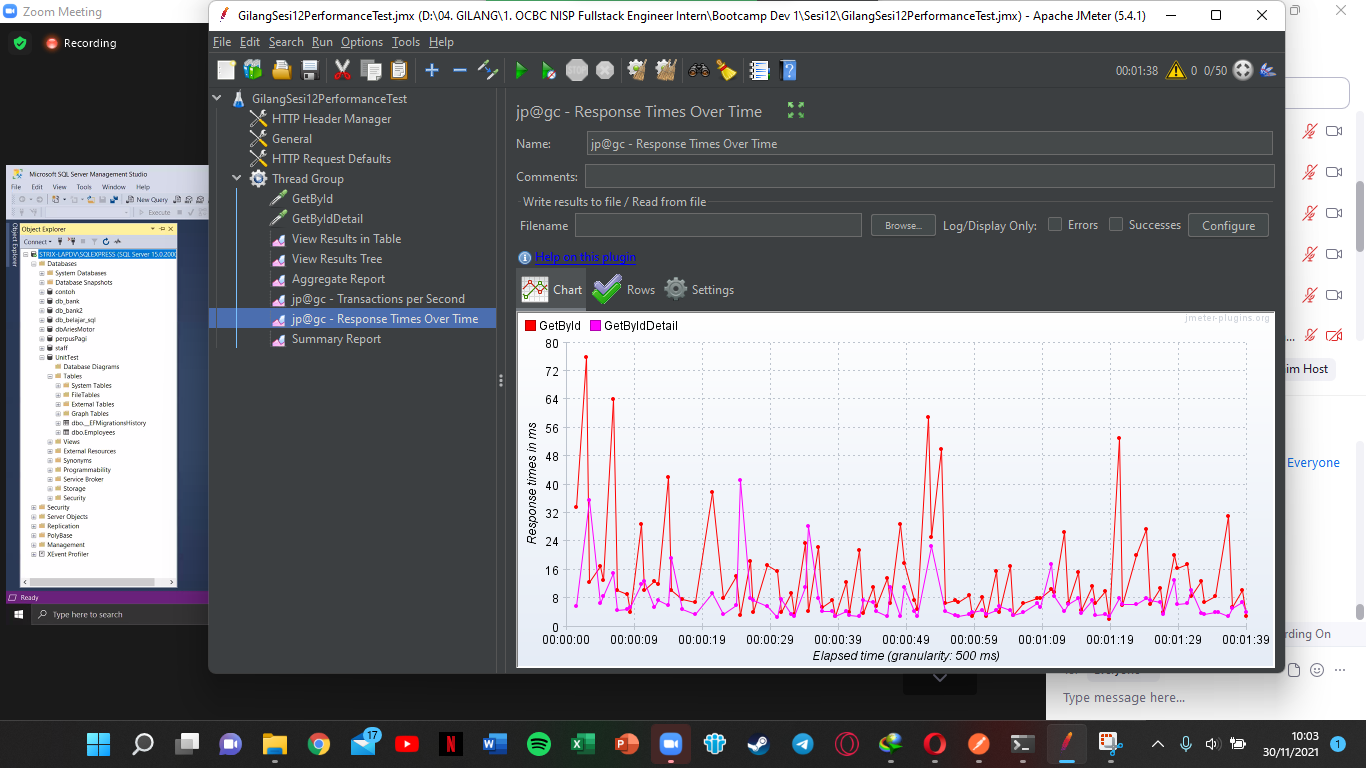 Zoom Meeting
Recording
GilangSesi12PerformanceTest.jmx (D:\04. GILANG\1. OCBC NISP Fullstack Engineer Intern\Bootcamp Dev 1\Sesi12\GilangSesi12PerformanceTest.jmx) - Apache JMeter (5.4.1)
File Edit Search Run Options Tools Help
00:01:38 0 0/50
GilangSesi12PerformanceTest
HTTP Header Manager
General
HTTP Request Defaults
Thread Group
GetById
GetByIdDetail
View Results in Table
View Results Tree
Aggregate Report
jp@gc - Transactions per Second
jp@gc - Response Times Over Time
Summary Report
jp@gc - Response Times Over Time
Name: jp@gc - Response Times Over Time
Comments:
Write results to file / Read from file
Filename Browse... Log/Display Only: Errors Successes Configure
Help on this plugin
Chart Rows Settings
GetById GetByIdDetail
jmeter-plugins.org
80
72
64
56
48
40
32
24
16
8
0
Response times in ms
00:00:00 00:00:09 00:00:19 00:00:29 00:00:39 00:00:49 00:00:59 00:01:09 00:01:19 00:01:29 00:01:39
Elapsed time (granularity: 500 ms)
Microsoft SQL Server Management Studio
File Edit View Tools Window Help
New Query
Execute
Object Explorer
Object Explorer
Connect
STRIX-LAPDV\SQLEXPRESS (SQL Server 15.0.2000
Databases
System Databases
Database Snapshots
contoh
db_bank
db_bank2
db_belajar_sql
dbAriesMotor
perpusPagi
staff
UnitTest
Database Diagrams
Tables
System Tables
FileTables
External Tables
Graph Tables
dbo.__EFMigrationsHistory
dbo.Employees
Views
External Resources
Synonyms
Programmability
Service Broker
Storage
Security
Security
Server Objects
Replication
PolyBase
Management
XEvent Profiler
Ready
Type here to search
im Host
Everyone
rding On
Type message here...
17
10:03
30/11/2021
1